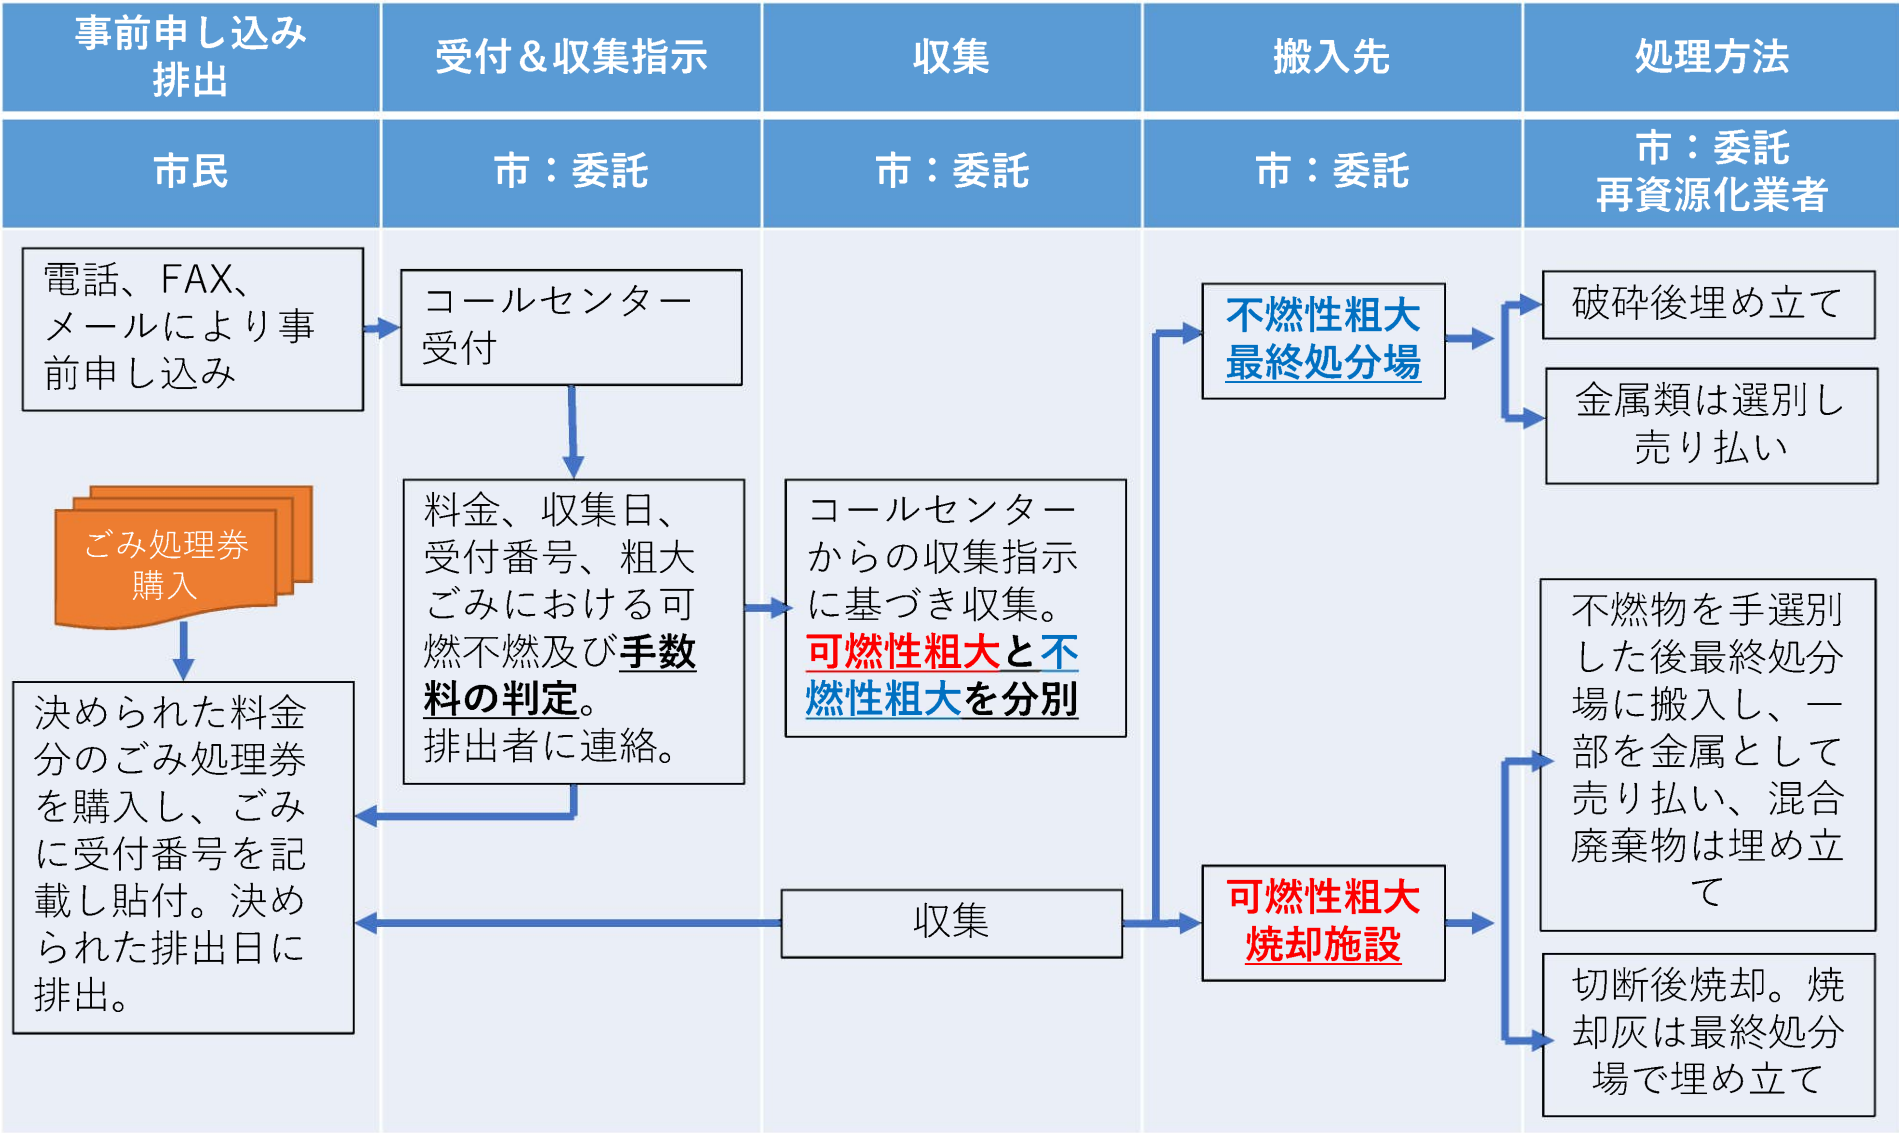 事前申し込み
排出
受付＆収集指示
収集
搬入先
処理方法
市民
市：委託
市：委託
市：委託
市：委託
再資源化業者
電話、FAX、
メールにより事
前申し込み
ごみ処理券
購入
決められた料金
分のごみ処理券
を購入し、ごみ
に受付番号を記
載し貼付。決め
られた排出日に
排出。
コールセンター
受付
料金、収集日、
受付番号、粗大
ごみにおける可
燃不燃及び手数
料の判定。
排出者に連絡。
コールセンター
からの収集指示
に基づき収集。
可燃性粗大と不
燃性粗大を分別
収集
不燃性粗大
最終処分場
可燃性粗大
焼却施設
破砕後埋め立て
金属類は選別し
売り払い
不燃物を手選別
した後最終処分
場に搬入し、一
部を金属として
売り払い、混合
廃棄物は埋め立
て
切断後焼却。焼
却灰は最終処分
場で埋め立て